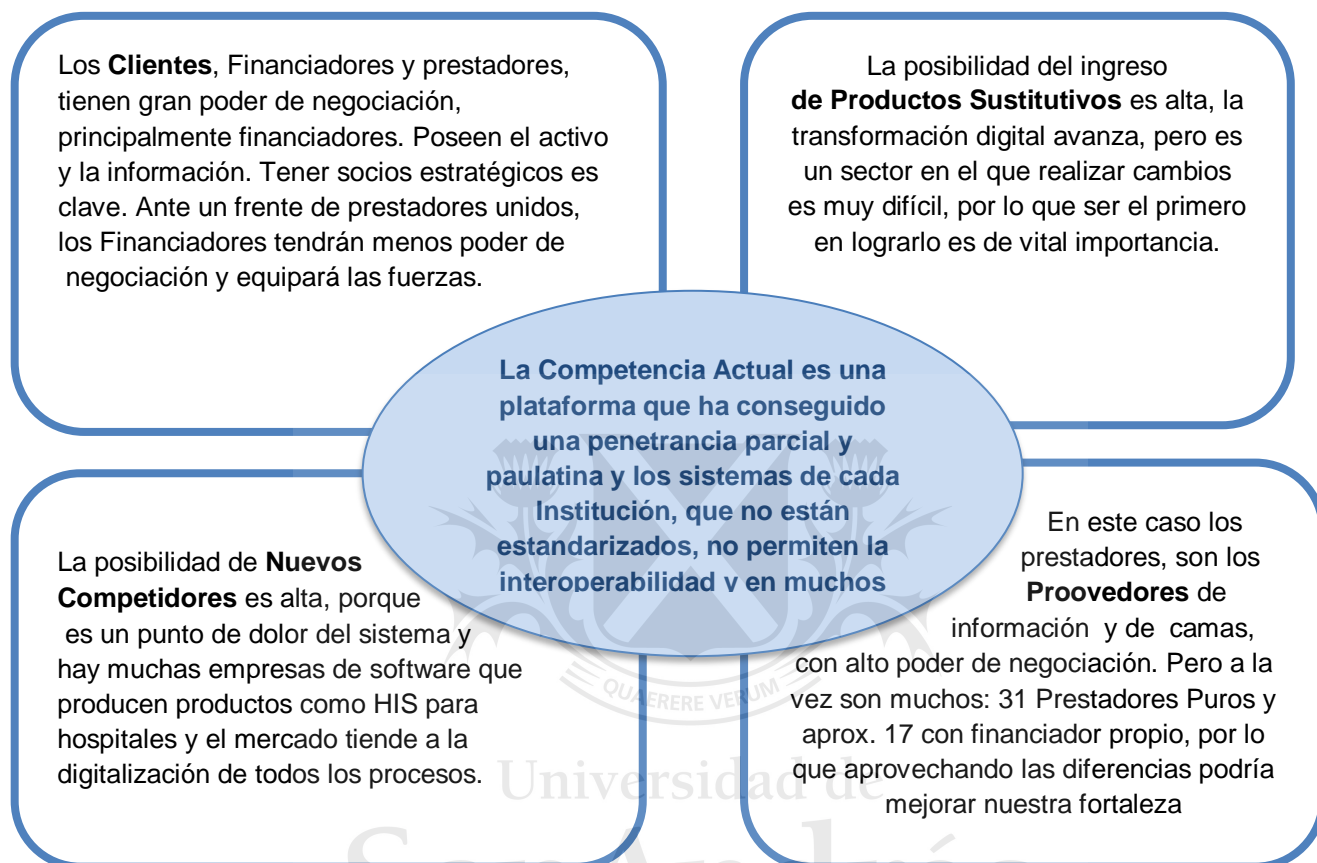 Los Clientes, Financiadores y prestadores,
tienen gran poder de negociación,
principalmente financiadores. Poseen el activo
y la información. Tener socios estratégicos es
clave. Ante un frente de prestadores unidos,
los Financiadores tendrán menos poder de
negociación y equipará las fuerzas.
La posibilidad del ingreso
de Productos Sustitutivos es alta, la
transformación digital avanza, pero es
un sector en el que realizar cambios
es muy difícil, por lo que ser el primero
en lograrlo es de vital importancia.
La Competencia Actual es una
plataforma que ha conseguido
una penetrancia parcial y
paulatina y los sistemas de cada
Institución, que no están
estandarizados, no permiten la
interoperabilidad y en muchos
La posibilidad de Nuevos
Competidores es alta, porque
es un punto de dolor del sistema y
hay muchas empresas de software que
producen productos como HIS para
hospitales y el mercado tiende a la
digitalización de todos los procesos.
En este caso los
prestadores, son los
Proovedores de
información y de camas,
con alto poder de negociación. Pero a la
vez son muchos: 31 Prestadores Puros y
aprox. 17 con financiador propio, por lo
que aprovechando las diferencias podría
mejorar nuestra fortaleza
QUAERERE VERUM
Universidad de
San Andrés